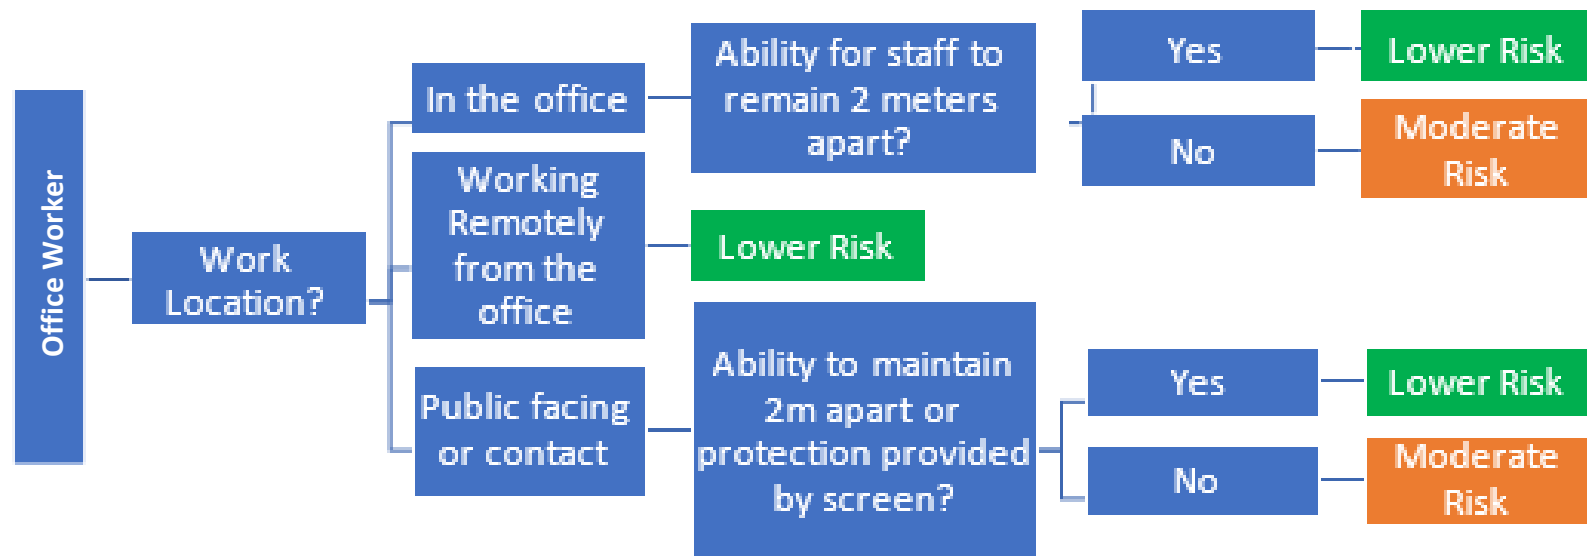 Office Worker
Work
Location?
In the office
Ability for staff to
remain 2 meters
apart?
Yes
Lower Risk
No
Moderate
Risk
Working
Remotely
from the
office
Lower Risk
Public facing
or contact
Ability to maintain
2m apart or
protection provided
by screen?
Yes
Lower Risk
No
Moderate
Risk